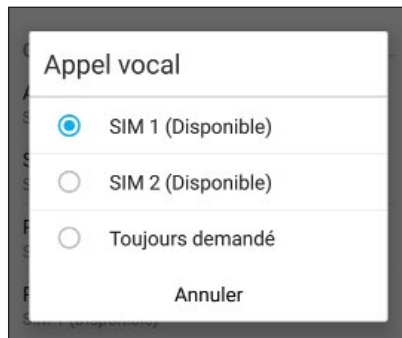 Appel vocal
SIM 1 (Disponible)
SIM 2 (Disponible)
Toujours demandé
Annuler